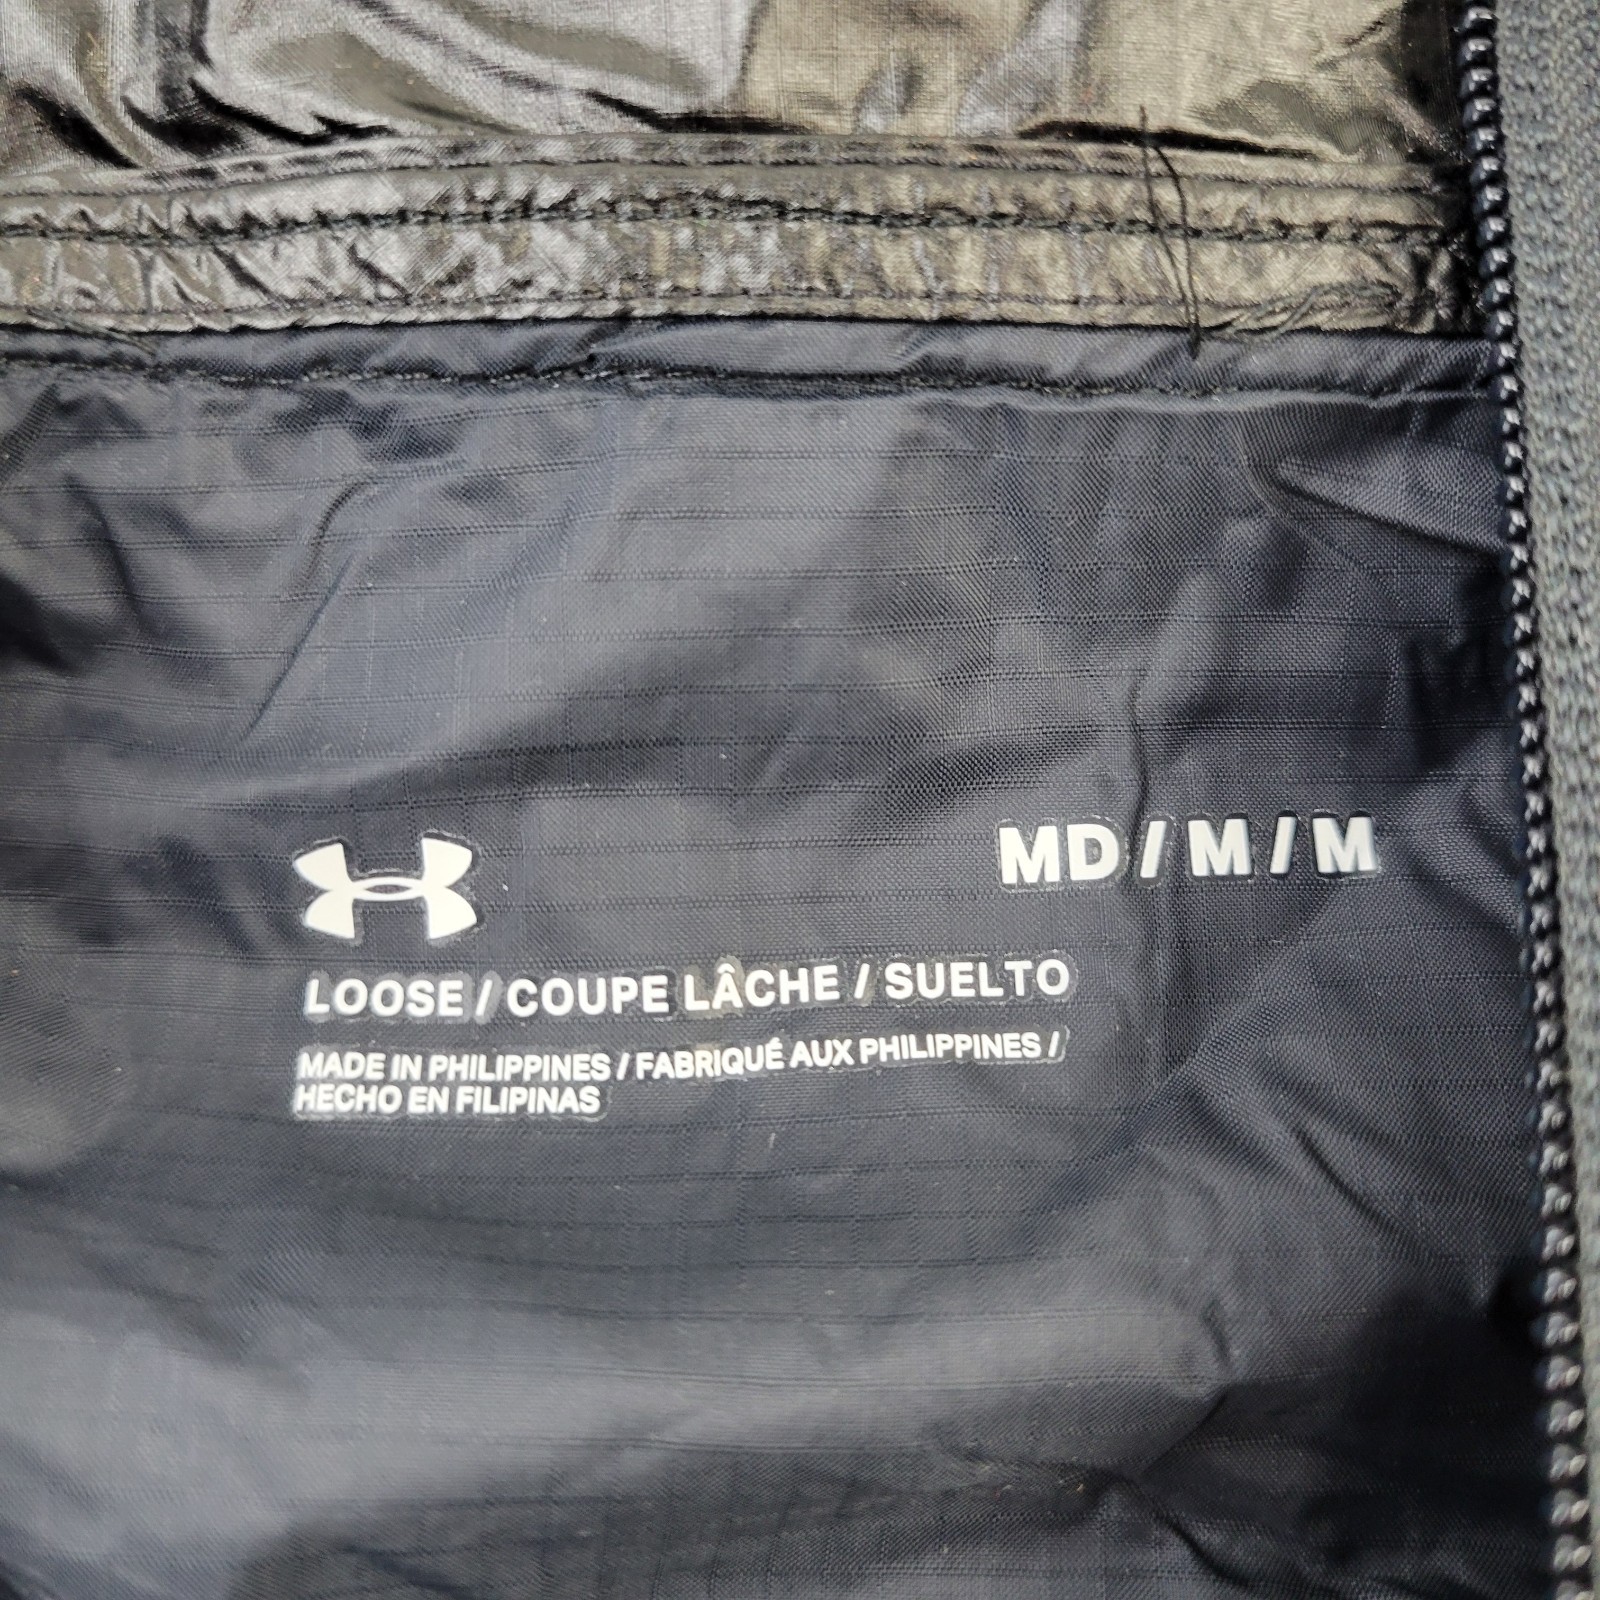 MD / M / M
LOOSE / COUPE LÂCHE / SUELTO
MADE IN PHILIPPINES / FABRIQUÉ AUX PHILIPPINES /
HECHO EN FILIPINAS